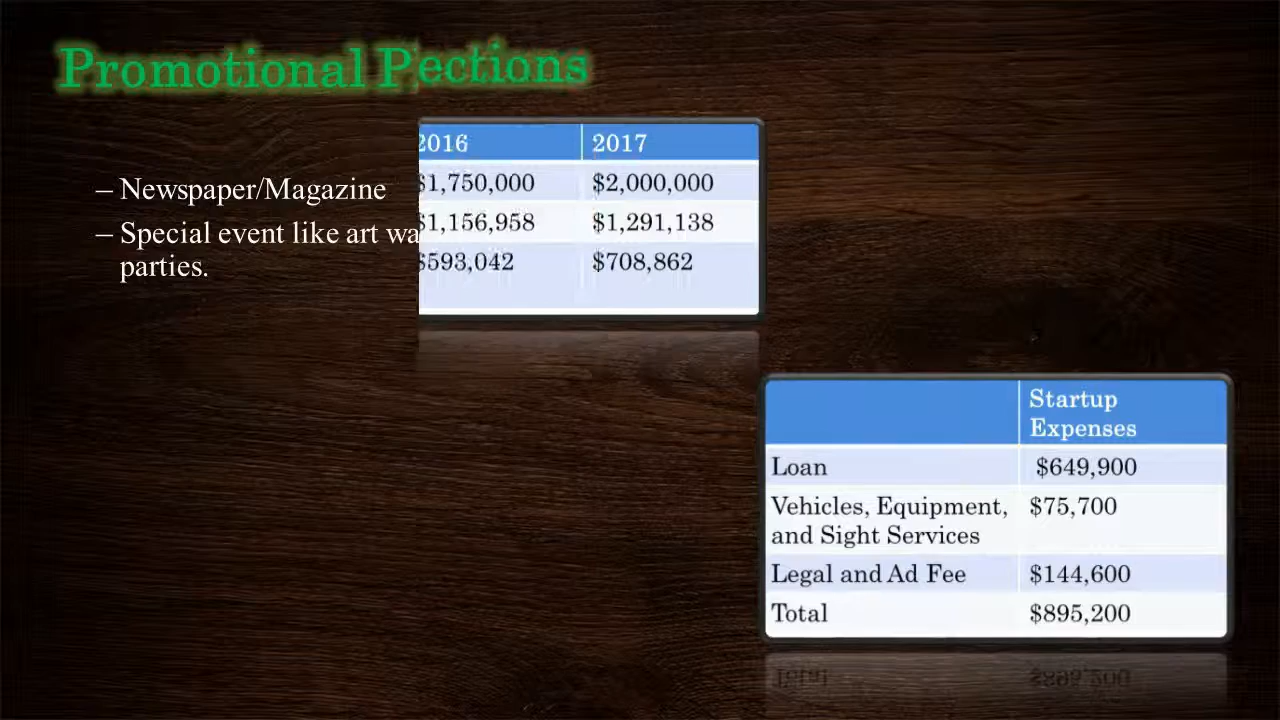 Promotional Pections
– Newspaper/Magazine
– Special event like art wa
parties.
2016 2017
$1,750,000 $2,000,000
$1,156,958 $1,291,138
$593,042 $708,862
Startup
Expenses
Loan $649,900
Vehicles, Equipment, $75,700
and Sight Services
Legal and Ad Fee $144,600
Total $895,200